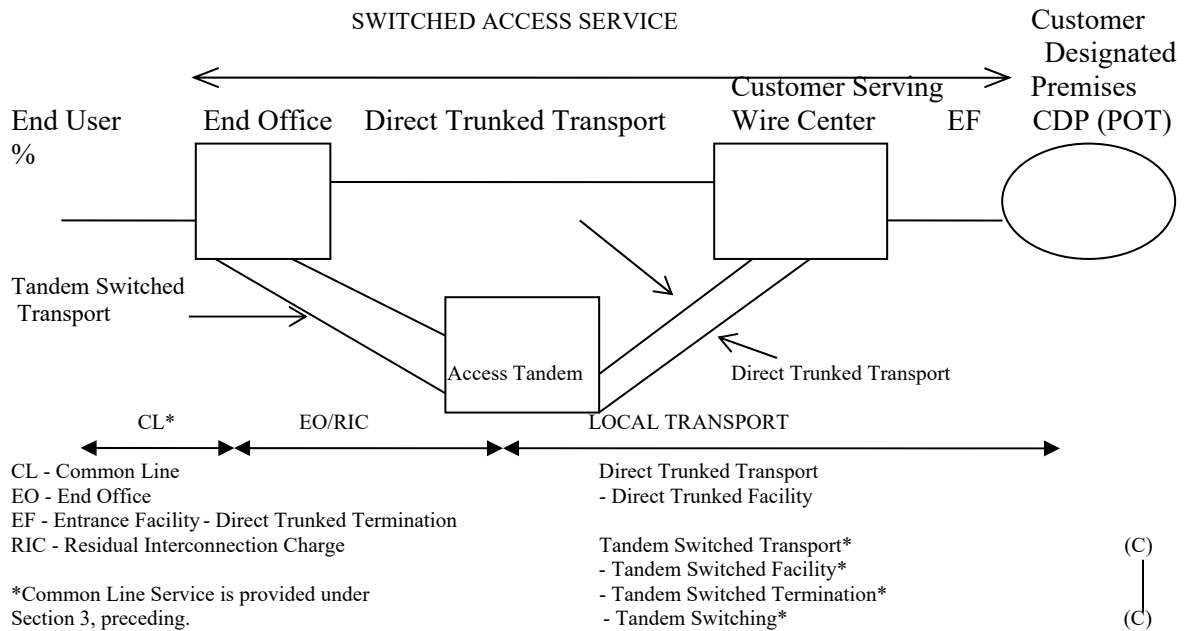 SWITCHED ACCESS SERVICE
Customer
Designated
Premises
CDP (POT)
End User
%
End Office
Direct Trunked Transport
Customer Serving
Wire Center
EF
Tandem Switched
Transport
Access Tandem
Direct Trunked Transport
CL*
EO/RIC
LOCAL TRANSPORT
CL - Common Line
EO - End Office
EF - Entrance Facility - Direct Trunked Termination
RIC - Residual Interconnection Charge
*Common Line Service is provided under
Section 3, preceding.
Direct Trunked Transport
- Direct Trunked Facility
Tandem Switched Transport*
- Tandem Switched Facility*
- Tandem Switched Termination*
- Tandem Switching*
(C)
(C)